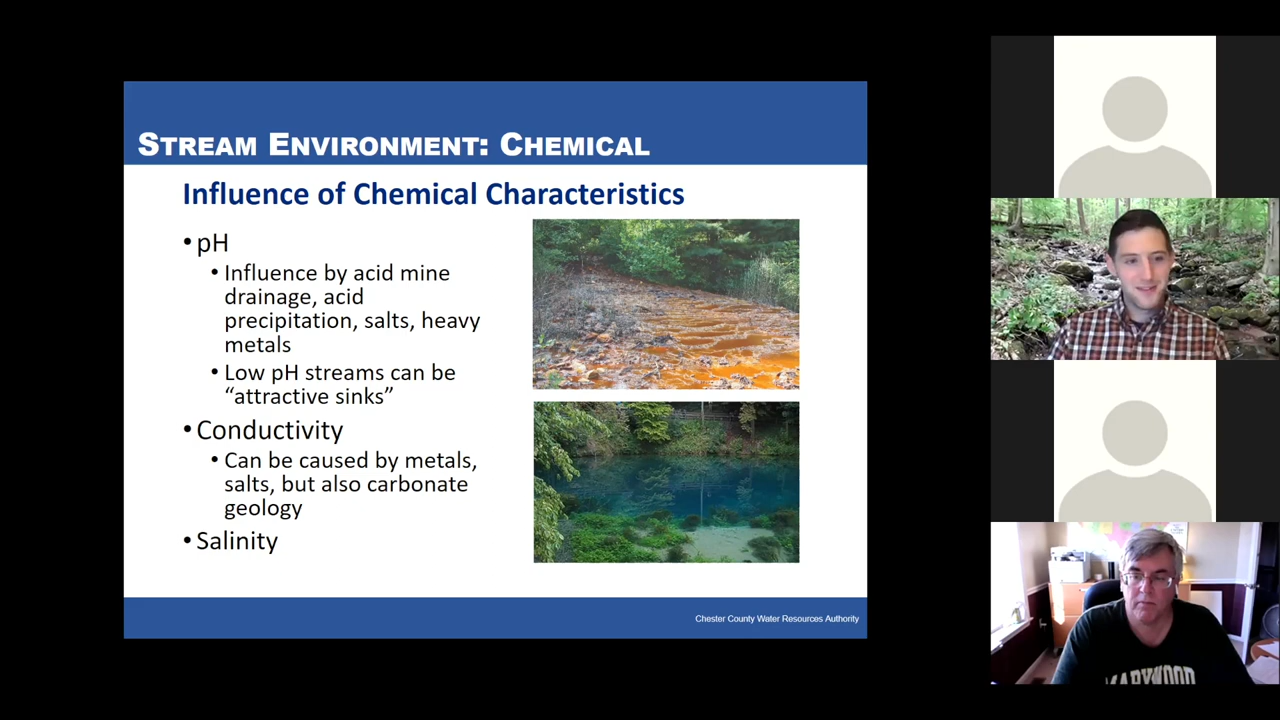 STREAM ENVIRONMENT: CHEMICAL
Influence of Chemical Characteristics
• pH
• Influence by acid mine
drainage, acid
precipitation, salts, heavy
metals
• Low pH streams can be
“attractive sinks”
• Conductivity
• Can be caused by metals,
salts, but also carbonate
geology
• Salinity
Chester County Water Resources Authority
MARYWOOD